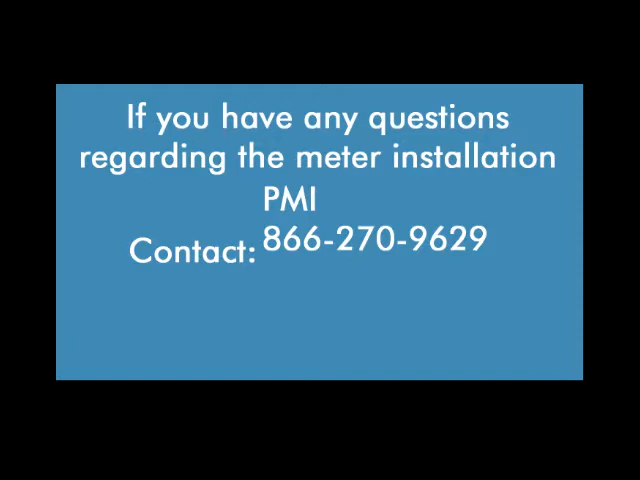 If you have any questions
regarding the meter installation
PMI
Contact: 866-270-9629